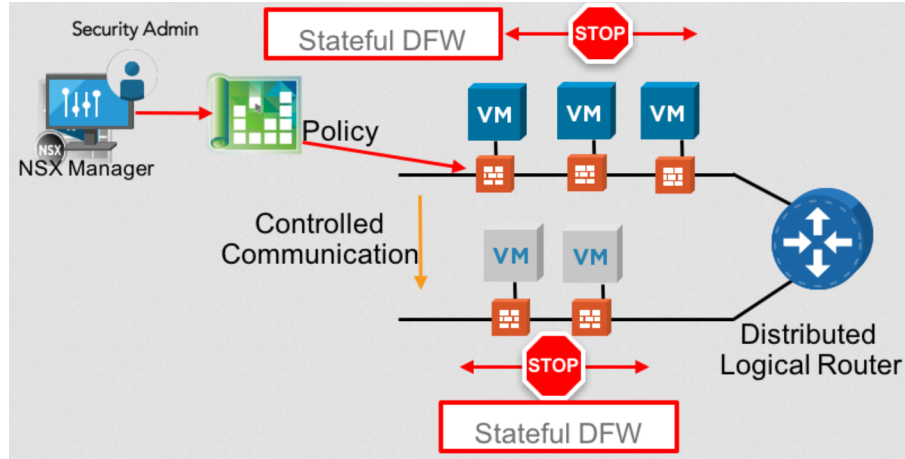 Security Admin
Stateful DFW
STOP
VM
VM
VM
Policy
NSX
NSX Manager
Controlled
Communication
VM
VM
Distributed
Logical Router
STOP
Stateful DFW